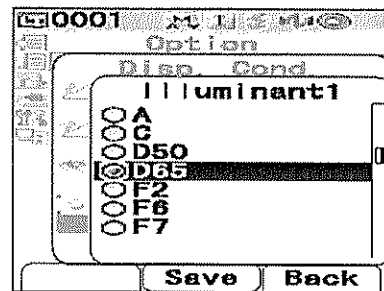 0001
Option
Disp. Cond
Illuminant1
A
C
D50
D65
F2
F6
F7
Save Back